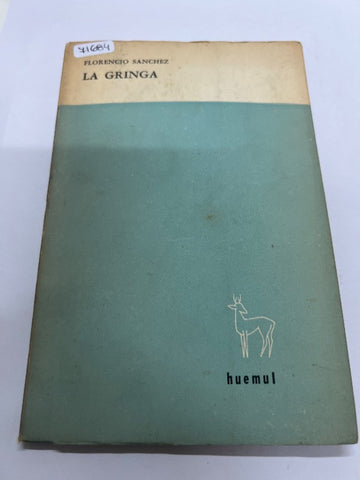 71684
FLORENCIO SANCHEZ
LA GRINGA
huemul